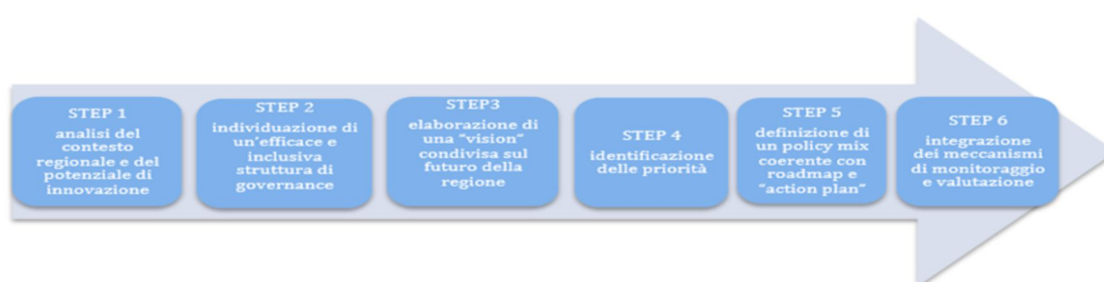 STEP 1
analisi del
contesto
regionale e del
potenziale di
innovazione
STEP 2
individuazione di
un'efficace e
inclusiva
struttura di
governance
STEP3
elaborazione di
una "vision"
condivisa sul
futuro della
regione
STEP 4
identificazione
delle priorità
STEP 5
definizione di
un policy mix
coerente con
roadmap e
"action plan"
STEP 6
integrazione
dei meccanismi
di monitoraggio
e valutazione